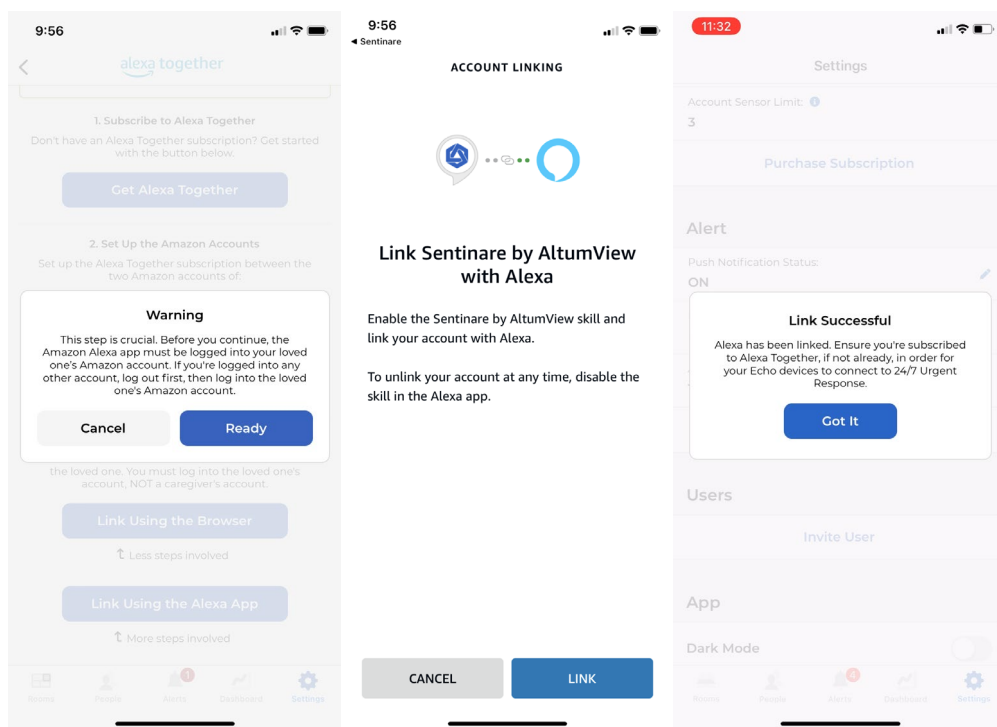 9:56
alexa together
1. Subscribe to Alexa Together
Don't have an Alexa Together subscription? Get started
with the button below.
Get Alexa Together
2. Set Up the Amazon Accounts
Set up the Alexa Together subscription between the
two Amazon accounts of:
Warning
This step is crucial. Before you continue, the
Amazon Alexa app must be logged into your loved
one's Amazon account. If you're logged into any
other account, log out first, then log into the loved
one's Amazon account.
Cancel
Ready
the loved one. You must log into the loved one's
account, NOT a caregiver's account.
Link Using the Browser
↑ Less steps involved
Link Using the Alexa App
↑ More steps involved
1
Rooms
People
Alerts
Dashboard
Settings
9:56
◀ Sentinare
ACCOUNT LINKING
Link Sentinare by AltumView
with Alexa
Enable the Sentinare by AltumView skill and
link your account with Alexa.
To unlink your account at any time, disable the
skill in the Alexa app.
CANCEL
LINK
11:32
Settings
Account Sensor Limit:
3
Purchase Subscription
Alert
Push Notification Status:
ON
Link Successful
Alexa has been linked. Ensure you're subscribed
to Alexa Together, if not already, in order for
your Echo devices to connect to 24/7 Urgent
Response.
Got It
Users
Invite User
App
Dark Mode
4
Rooms
People
Alerts
Dashboard
Settings